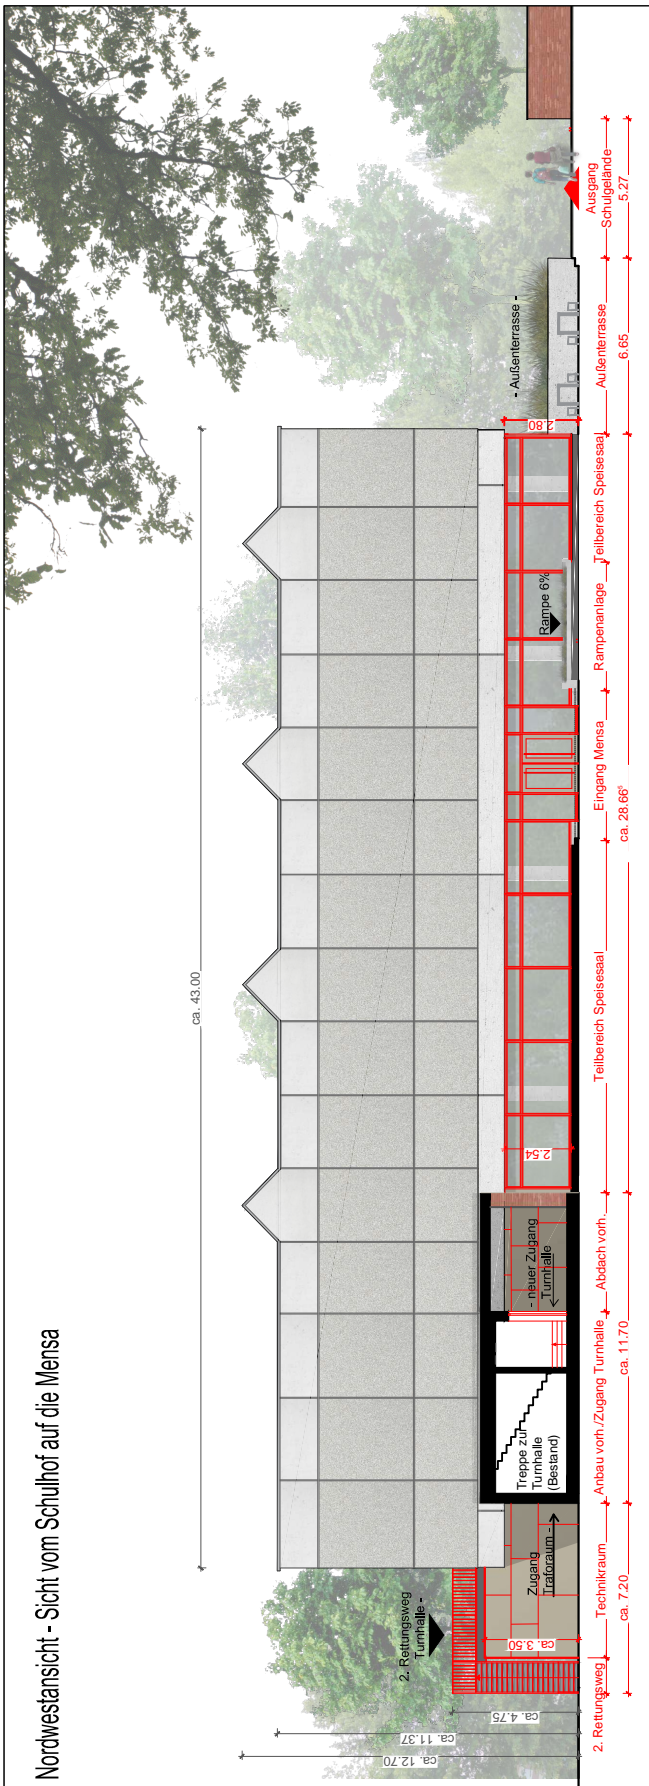 Nordwestansicht - Sicht vom Schulhof auf die Mensa
ca. 43.00
ca. 12.70
ca. 11.37
ca. 4.75
2. Rettungsweg
Turnhalle -
ca. 3.50
Zugang
Traforaum -
Treppe zur
Turnhalle
(Bestand)
- neuer Zugang
Turnhalle
2.54
Rampe 6%
2.80
- Außenterrasse -
2. Rettungsweg
Technikraum
Anbau vorh./Zugang Turnhalle
Abdach vorh.
Teilbereich Speisesaal
Eingang Mensa
Rampenanlage
Teilbereich Speisesaal
Außenterrasse
Ausgang
Schulgelände
ca. 7.20
ca. 11.70
ca. 28.66⁵
6.65
5.27